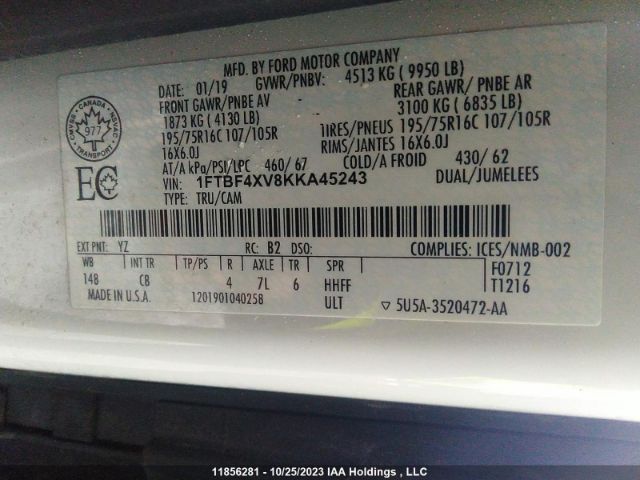 MFD. BY FORD MOTOR COMPANY
DATE: 01/19 GVWR/PNBV: 4513 KG ( 9950 LB)
FRONT GAWR/PNBE AV REAR GAWR/ PNBE AR
1873 KG ( 4130 LB) 3100 KG ( 6835 LB)
195/75R16C 107/105R TIRES/PNEUS 195/75R16C 107/105R
16X6.0J RIMS/JANTES 16X6.0J
AT/A kPa/PSI/LPC 460/ 67 COLD/A FROID 430/ 62
VIN: 1FTBF4XV8KKA45243 DUAL/JUMELEES
TYPE: TRU/CAM
CANADA
977
TRANSPORT
EC
EXT PNT: YZ RC: B2 DSO: COMPLIES: ICES/NMB-002
WB INT TR TP/PS R AXLE TR SPR F0712
148 CB 4 7L 6 HHFF T1216
MADE IN U.S.A. 1201901040258 ULT ▽ 5U5A-3520472-AA
11856281 - 10/25/2023 IAA Holdings , LLC